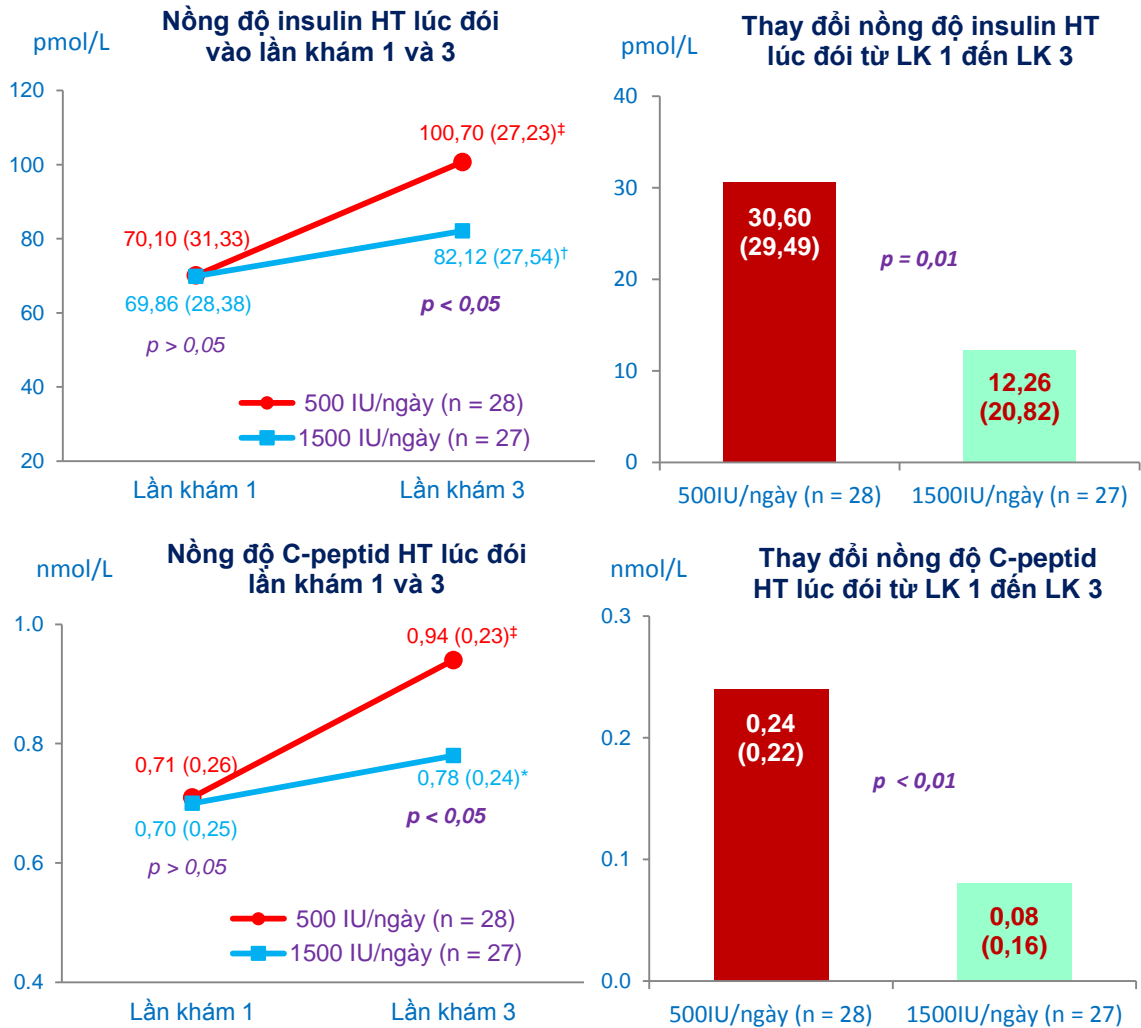 Nồng độ insulin HT lúc đói
vào lần khám 1 và 3
pmol/L
120
100
80
60
40
20
100,70 (27,23)‡
70,10 (31,33)
82,12 (27,54)†
69,86 (28,38)
p < 0,05
p > 0,05
500 IU/ngày (n = 28)
1500 IU/ngày (n = 27)
Lần khám 1
Lần khám 3
Thay đổi nồng độ insulin HT
lúc đói từ LK 1 đến LK 3
pmol/L
40
30
20
10
0
30,60
(29,49)
p = 0,01
12,26
(20,82)
500IU/ngày (n = 28)
1500IU/ngày (n = 27)
Nồng độ C-peptid HT lúc đói
lần khám 1 và 3
nmol/L
1.0
0.8
0.6
0.4
0,94 (0,23)‡
0,71 (0,26)
0,78 (0,24)*
0,70 (0,25)
p < 0,05
p > 0,05
500 IU/ngày (n = 28)
1500 IU/ngày (n = 27)
Lần khám 1
Lần khám 3
Thay đổi nồng độ C-peptid
HT lúc đói từ LK 1 đến LK 3
nmol/L
0.3
0.2
0.1
0.0
0,24
(0,22)
p < 0,01
0,08
(0,16)
500IU/ngày (n = 28)
1500IU/ngày (n = 27)